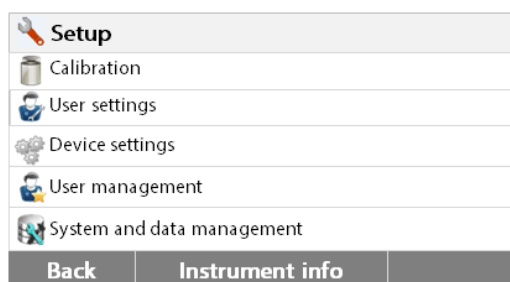 Setup
Calibration
User settings
Device settings
User management
System and data management
Back Instrument info